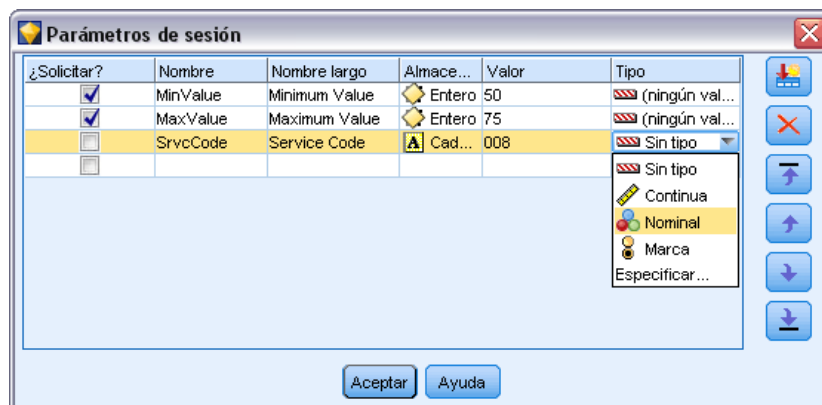 Parámetros de sesión
¿Solicitar? Nombre Nombre largo Almace... Valor Tipo
MinValue Minimum Value Entero 50 (ningún val...
MaxValue Maximum Value Entero 75 (ningún val...
SrvcCode Service Code A Cad... 008 Sin tipo
Sin tipo
Continua
Nominal
Marca
Especificar...
Aceptar Ayuda